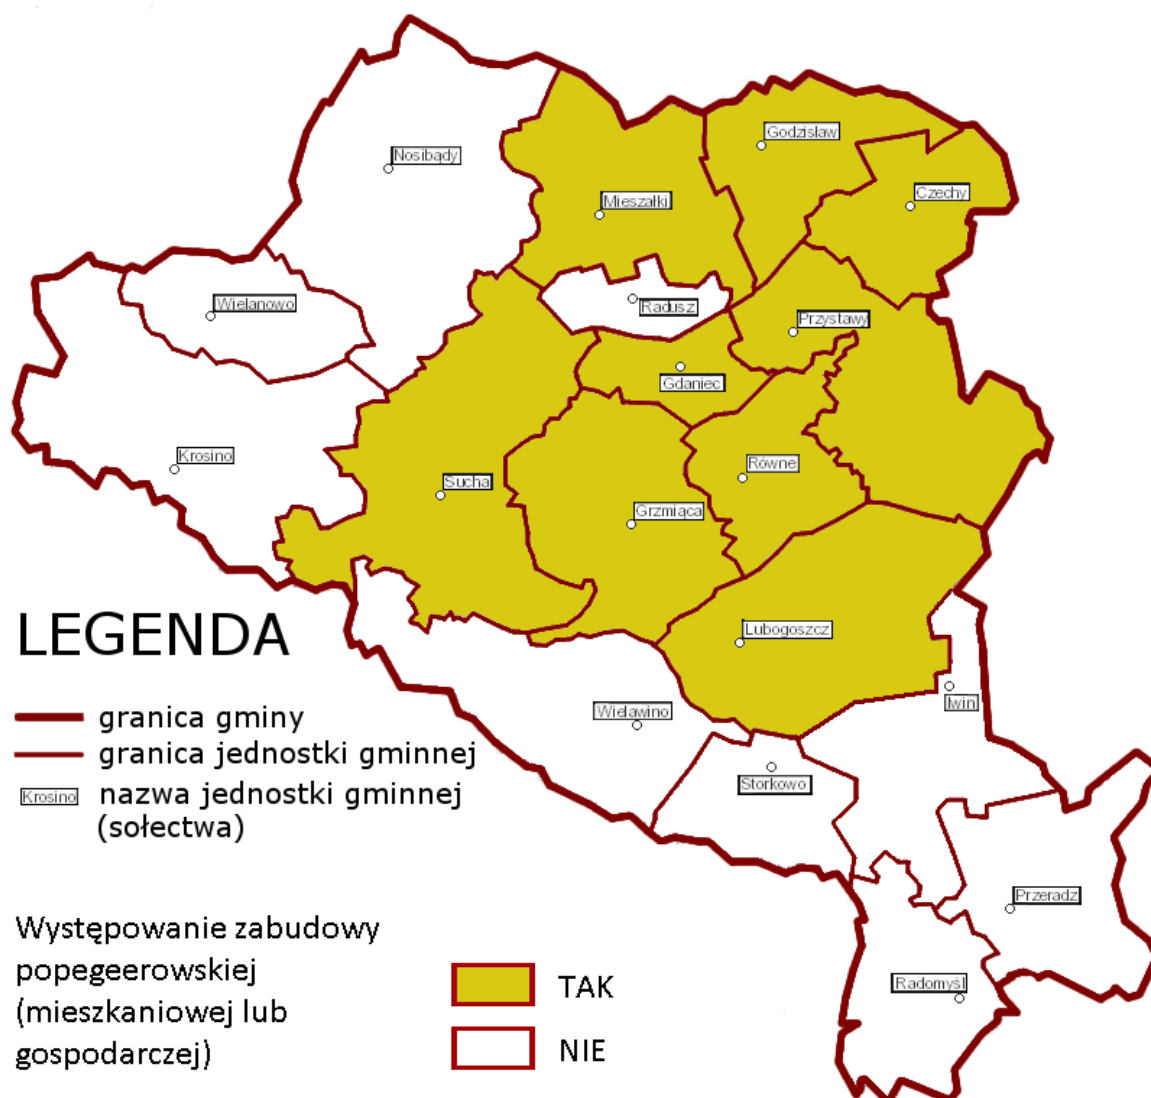 Godzisław
Nosibądy
Czechy
Mieszałki
Wielanowo
Radusz
Przystawy
Gdaniec
Krosino
Równe
Sucha
Grzmiąca
Lubogoszcz
LEGENDA
Iwin
Wielawino
granica gminy
granica jednostki gminnej
Storkowo
Krosino nazwa jednostki gminnej
(sołectwa)
Przeradz
Występowanie zabudowy
popegeerowskiej
(mieszkaniowej lub
gospodarczej)
Radomyśl
TAK
NIE